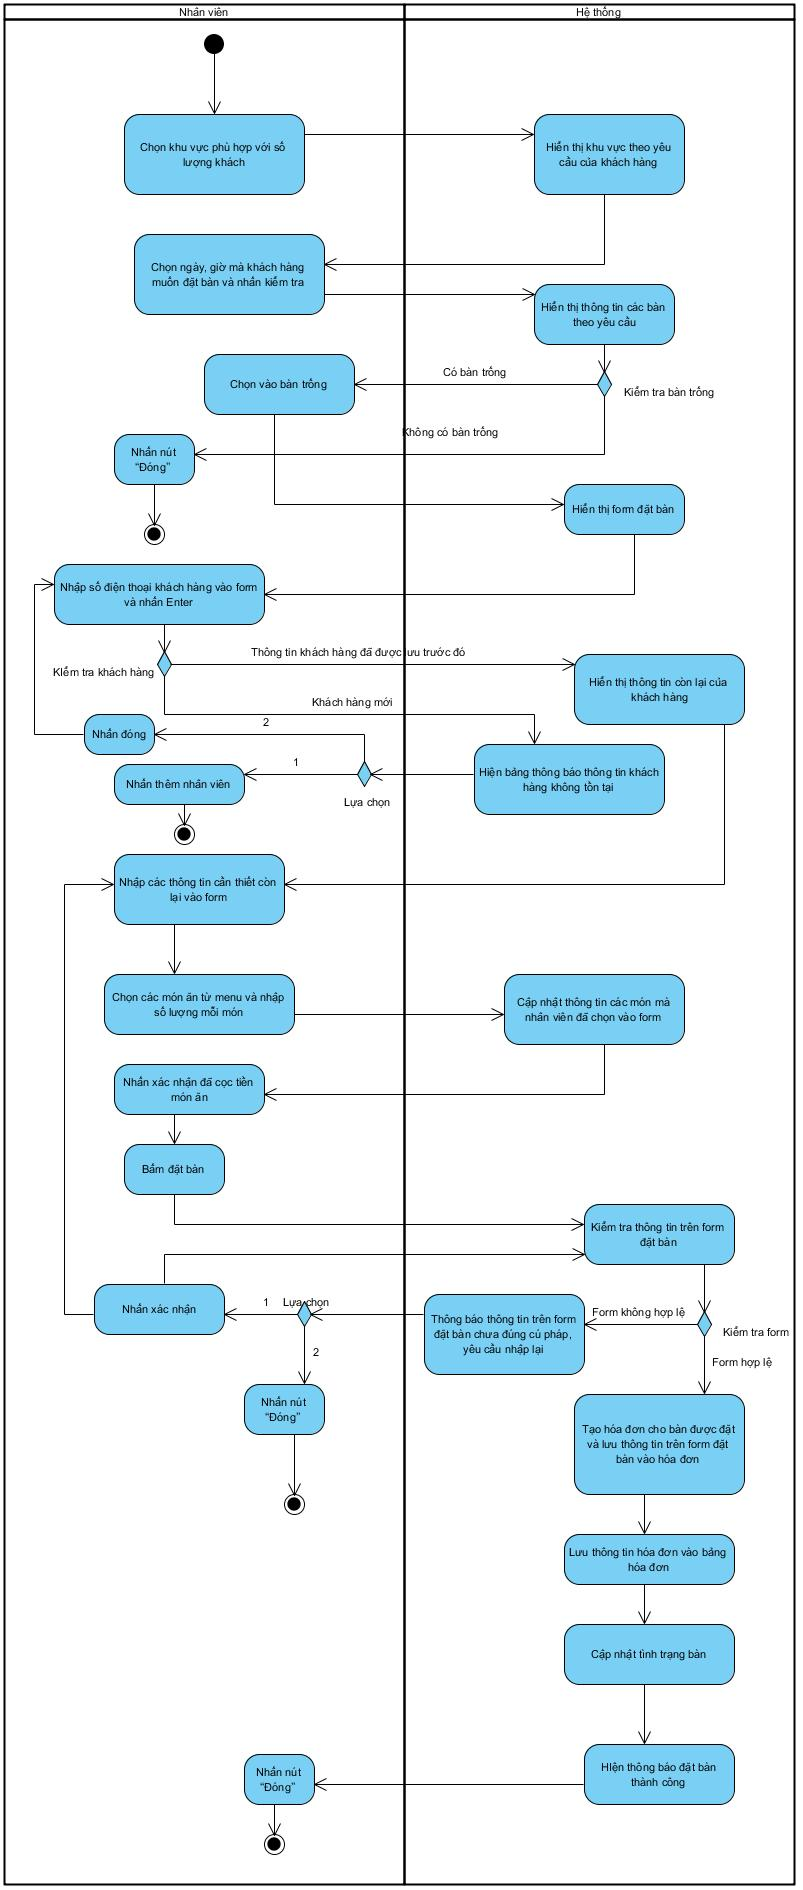 Nhân viên
Hệ thống
Chọn khu vực phù hợp với số
lượng khách
Hiển thị khu vực theo yêu
cầu của khách hàng
Chọn ngày, giờ mà khách hàng
muốn đặt bàn và nhấn kiểm tra
Hiển thị thông tin các bàn
theo yêu cầu
Có bàn trống
Chọn vào bàn trống
Kiểm tra bàn trống
Không có bàn trống
Nhấn nút
“Đóng”
Hiển thị form đặt bàn
Nhập số điện thoại khách hàng vào form
và nhấn Enter
Thông tin khách hàng đã được lưu trước đó
KIểm tra khách hàng
Hiển thị thông tin còn lại của
khách hàng
Khách hàng mới
2
Nhấn đóng
1
Nhấn thêm nhân viên
Lựa chọn
Hiện bảng thông báo thông tin khách
hàng không tồn tại
Nhập các thông tin cần thiết còn
lại vào form
Chọn các món ăn từ menu và nhập
số lượng mỗi món
Cập nhật thông tin các món mà
nhân viên đã chọn vào form
Nhấn xác nhận đã cọc tiền
món ăn
Bấm đặt bàn
Kiểm tra thông tin trên form
đặt bàn
Nhấn xác nhận
1
Lựa chọn
Thông báo thông tin trên form
đặt bàn chưa đúng cú pháp,
yêu cầu nhập lại
Form không hợp lệ
Kiểm tra form
2
Form hợp lệ
Nhấn nút
“Đóng”
Tạo hóa đơn cho bàn được đặt
và lưu thông tin trên form đặt
bàn vào hóa đơn
Lưu thông tin hóa đơn vào bảng
hóa đơn
Cập nhật tình trạng bàn
HIện thông báo đặt bàn
thành công
Nhấn nút
“Đóng”